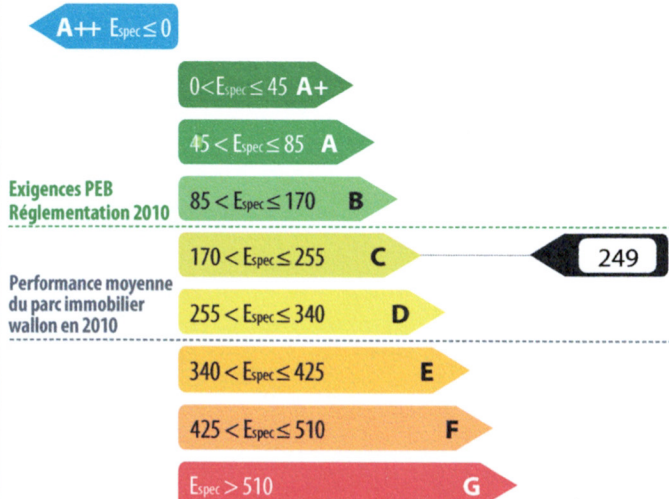 A++ Espec ≤ 0
0 < Espec ≤ 45 A+
45 < Espec ≤ 85 A
Exigences PEB
Réglementation 2010
85 < Espec ≤ 170 B
170 < Espec ≤ 255 C
249
Performance moyenne
du parc immobilier
wallon en 2010
255 < Espec ≤ 340 D
340 < Espec ≤ 425 E
425 < Espec ≤ 510 F
Espec > 510 G